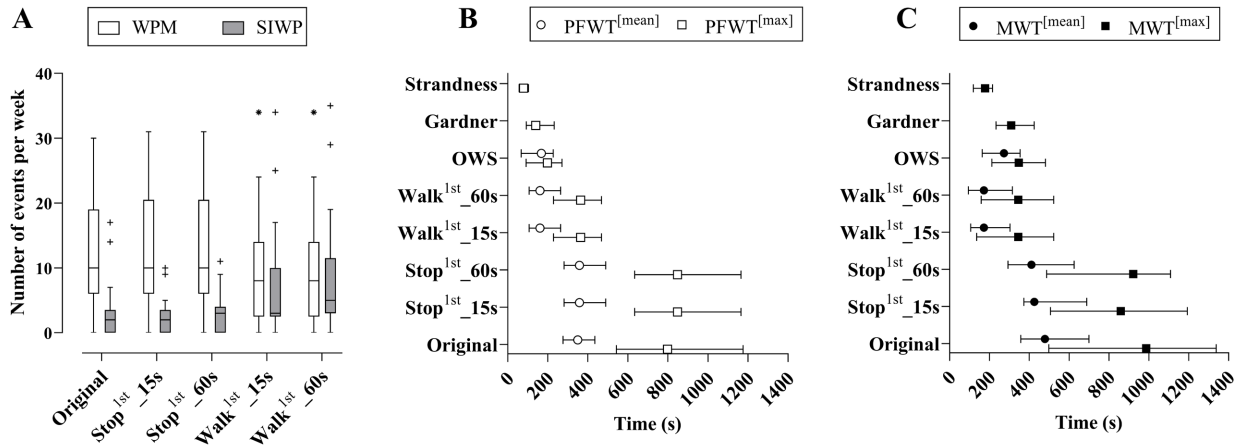 A
WPM SIWP
Number of events per week
40
30
20
10
0
Original
Stop1st_15s
Stop1st_60s
Walk1st_15s
Walk1st_60s
B
PFWT[mean] PFWT[max]
Strandness
Gardner
OWS
Walk1st_60s
Walk1st_15s
Stop1st_60s
Stop1st_15s
Original
0 200 400 600 800 1000 1200 1400
Time (s)
C
MWT[mean] MWT[max]
Strandness
Gardner
OWS
Walk1st_60s
Walk1st_15s
Stop1st_60s
Stop1st_15s
Original
0 200 400 600 800 1000 1200 1400
Time (s)